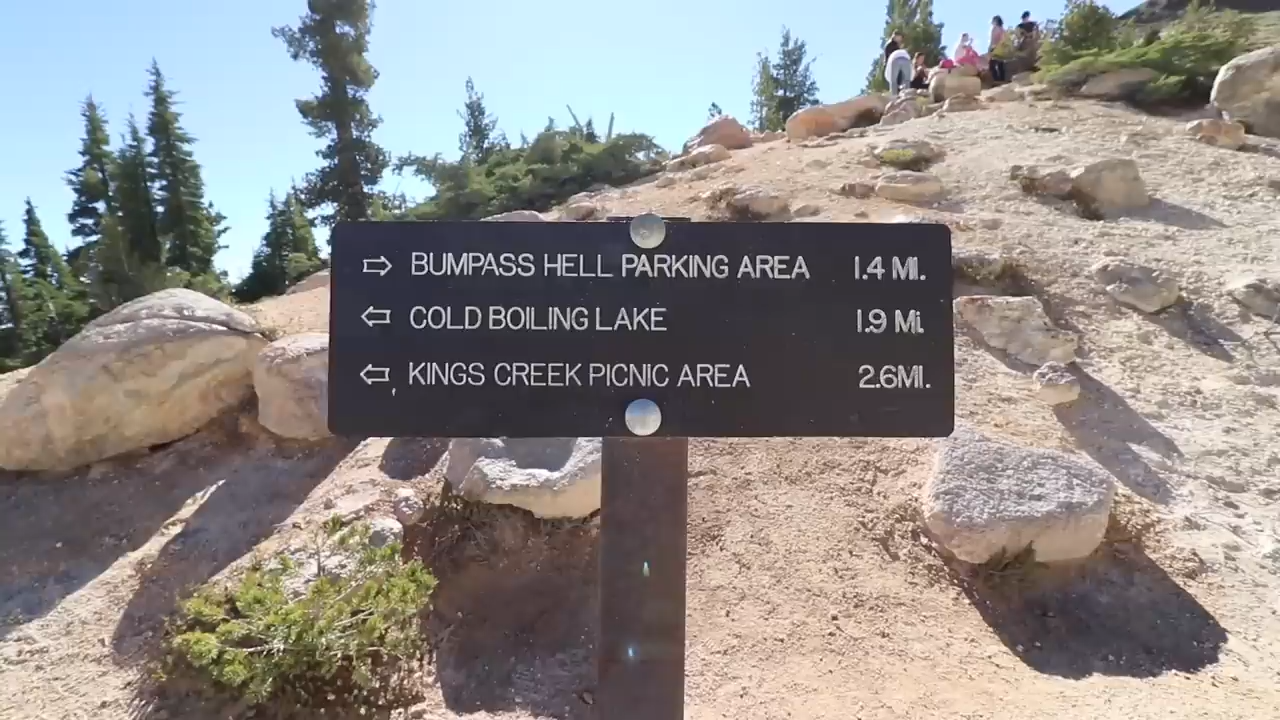 ⇨ BUMPASS HELL PARKING AREA 1.4 MI.
⇦ COLD BOILING LAKE 1.9 Mi.
⇦ KINGS CREEK PICNIC AREA 2.6MI.